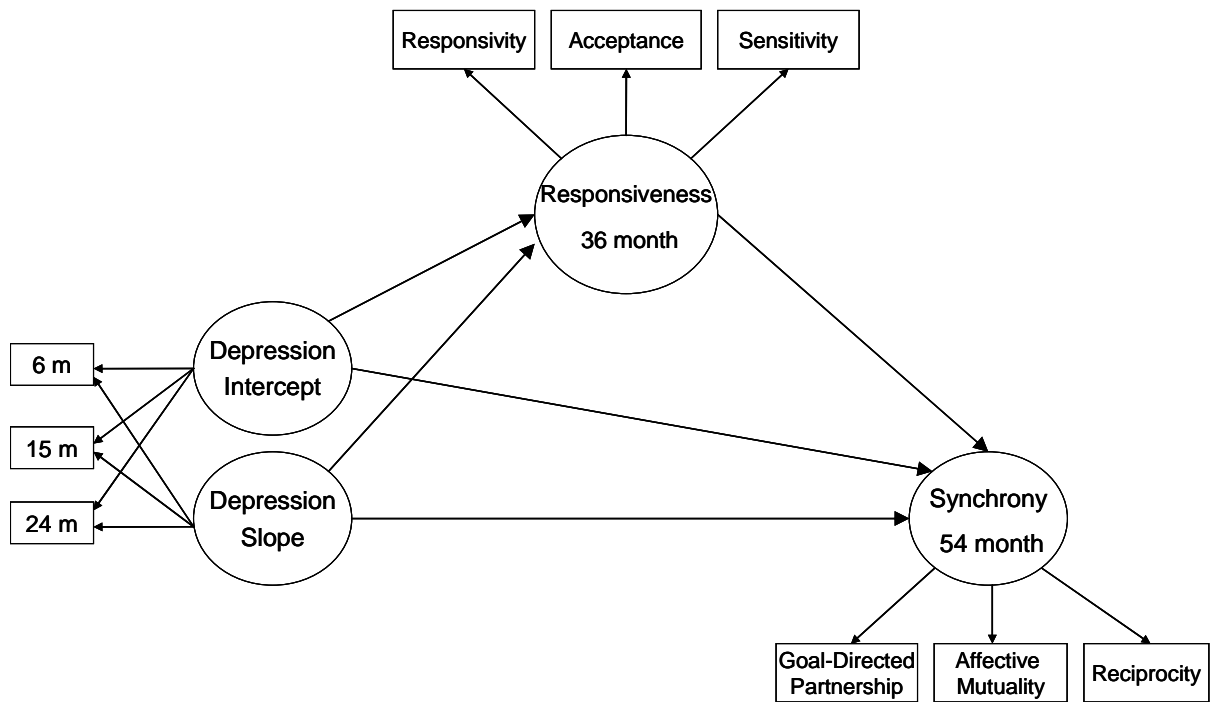 Responsivity
Acceptance
Sensitivity
Responsiveness
36 month
Depression
Intercept
6 m
15 m
24 m
Depression
Slope
Synchrony
54 month
Goal-Directed
Partnership
Affective
Mutuality
Reciprocity